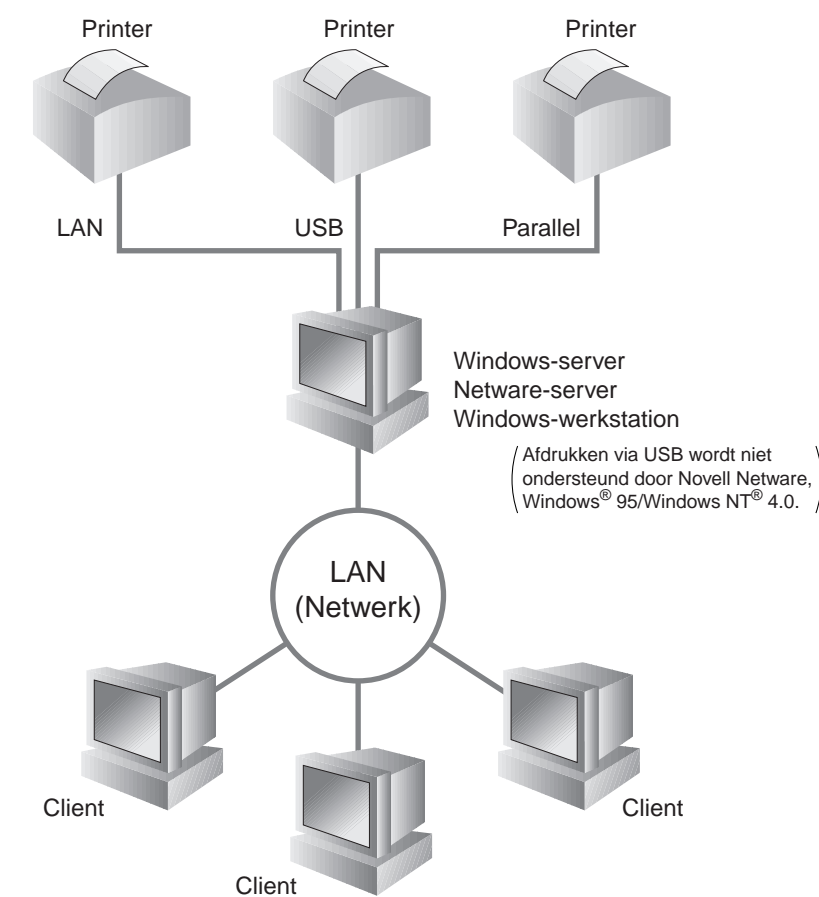 Printer
Printer
Printer
LAN
USB
Parallel
Windows-server
Netware-server
Windows-werkstation
Afdrukken via USB wordt niet
ondersteund door Novell Netware,
Windows® 95/Windows NT® 4.0.
LAN
(Netwerk)
Client
Client
Client